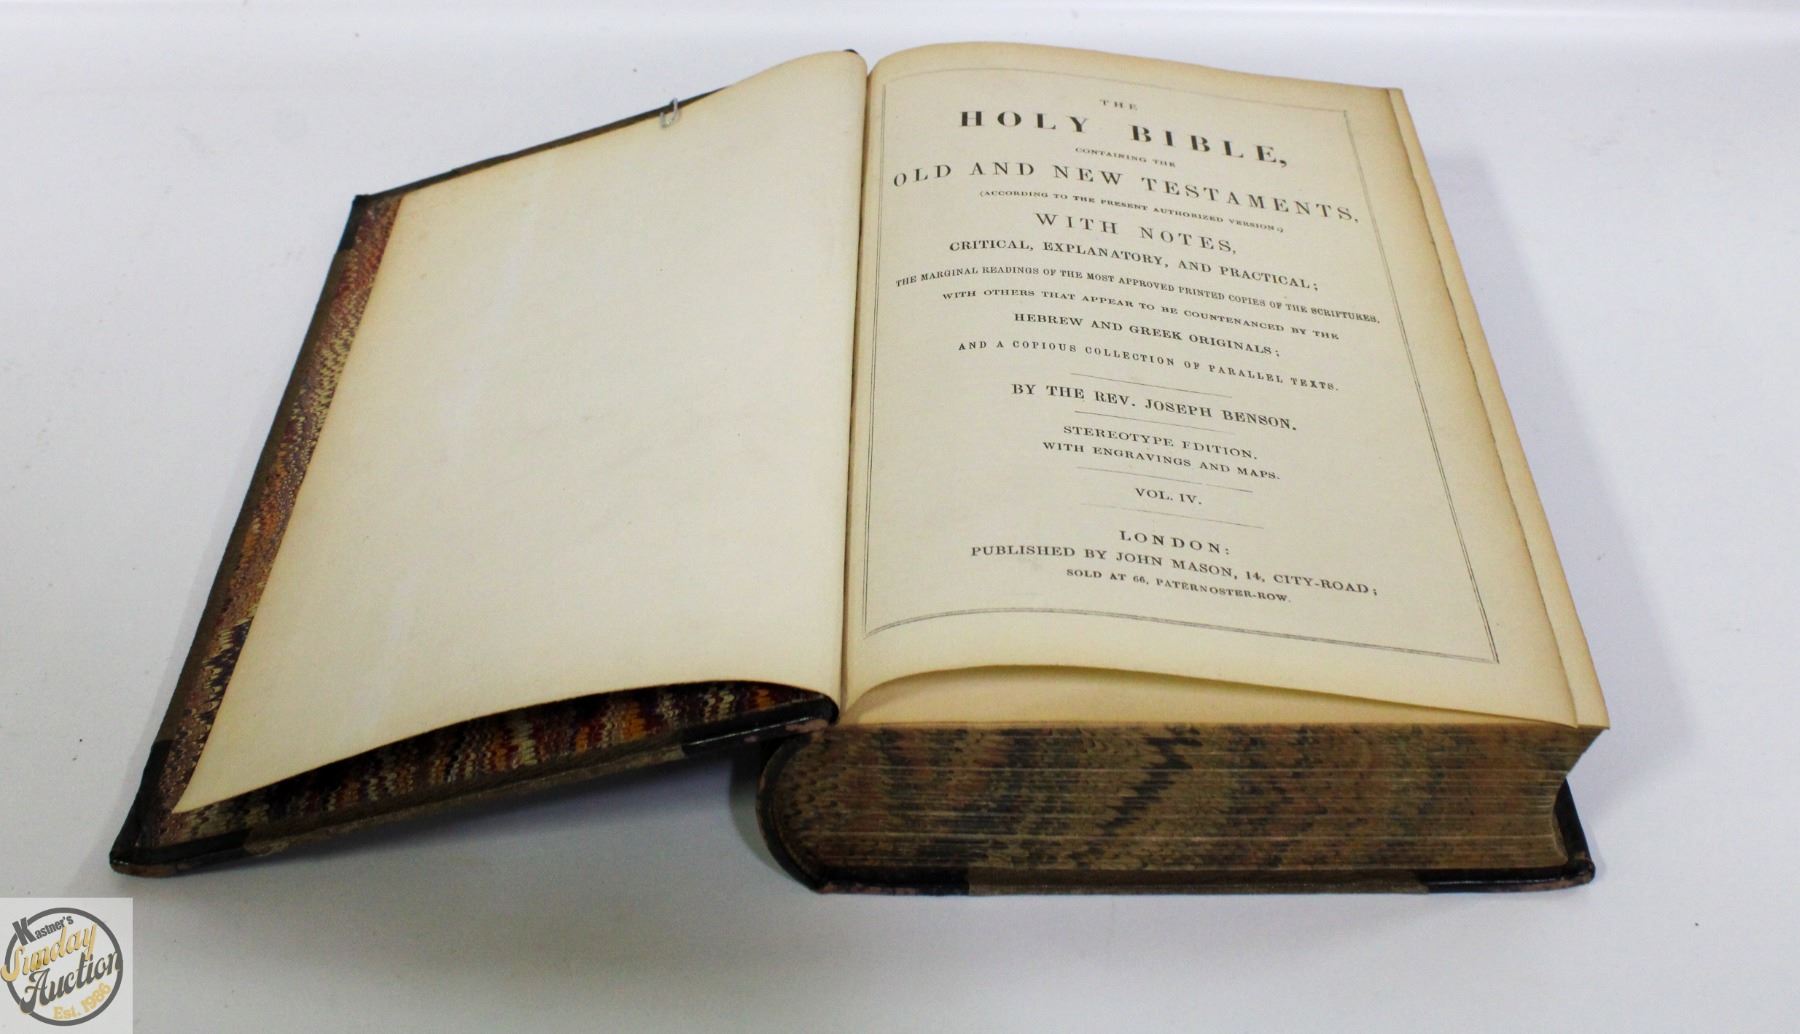 THE
HOLY BIBLE,
CONTAINING THE
OLD AND NEW TESTAMENTS,
(ACCORDING TO THE PRESENT AUTHORIZED VERSION:)
WITH NOTES,
CRITICAL, EXPLANATORY, AND PRACTICAL;
THE MARGINAL READINGS OF THE MOST APPROVED PRINTED COPIES OF THE SCRIPTURES,
WITH OTHERS THAT APPEAR TO BE COUNTENANCED BY THE
HEBREW AND GREEK ORIGINALS;
AND A COPIOUS COLLECTION OF PARALLEL TEXTS.
BY THE REV. JOSEPH BENSON.
STEREOTYPE EDITION.
WITH ENGRAVINGS AND MAPS.
VOL. IV.
LONDON:
PUBLISHED BY JOHN MASON, 14, CITY-ROAD;
SOLD AT 66, PATERNOSTER-ROW.
Kastner's
Sunday
Auction
Est. 1986